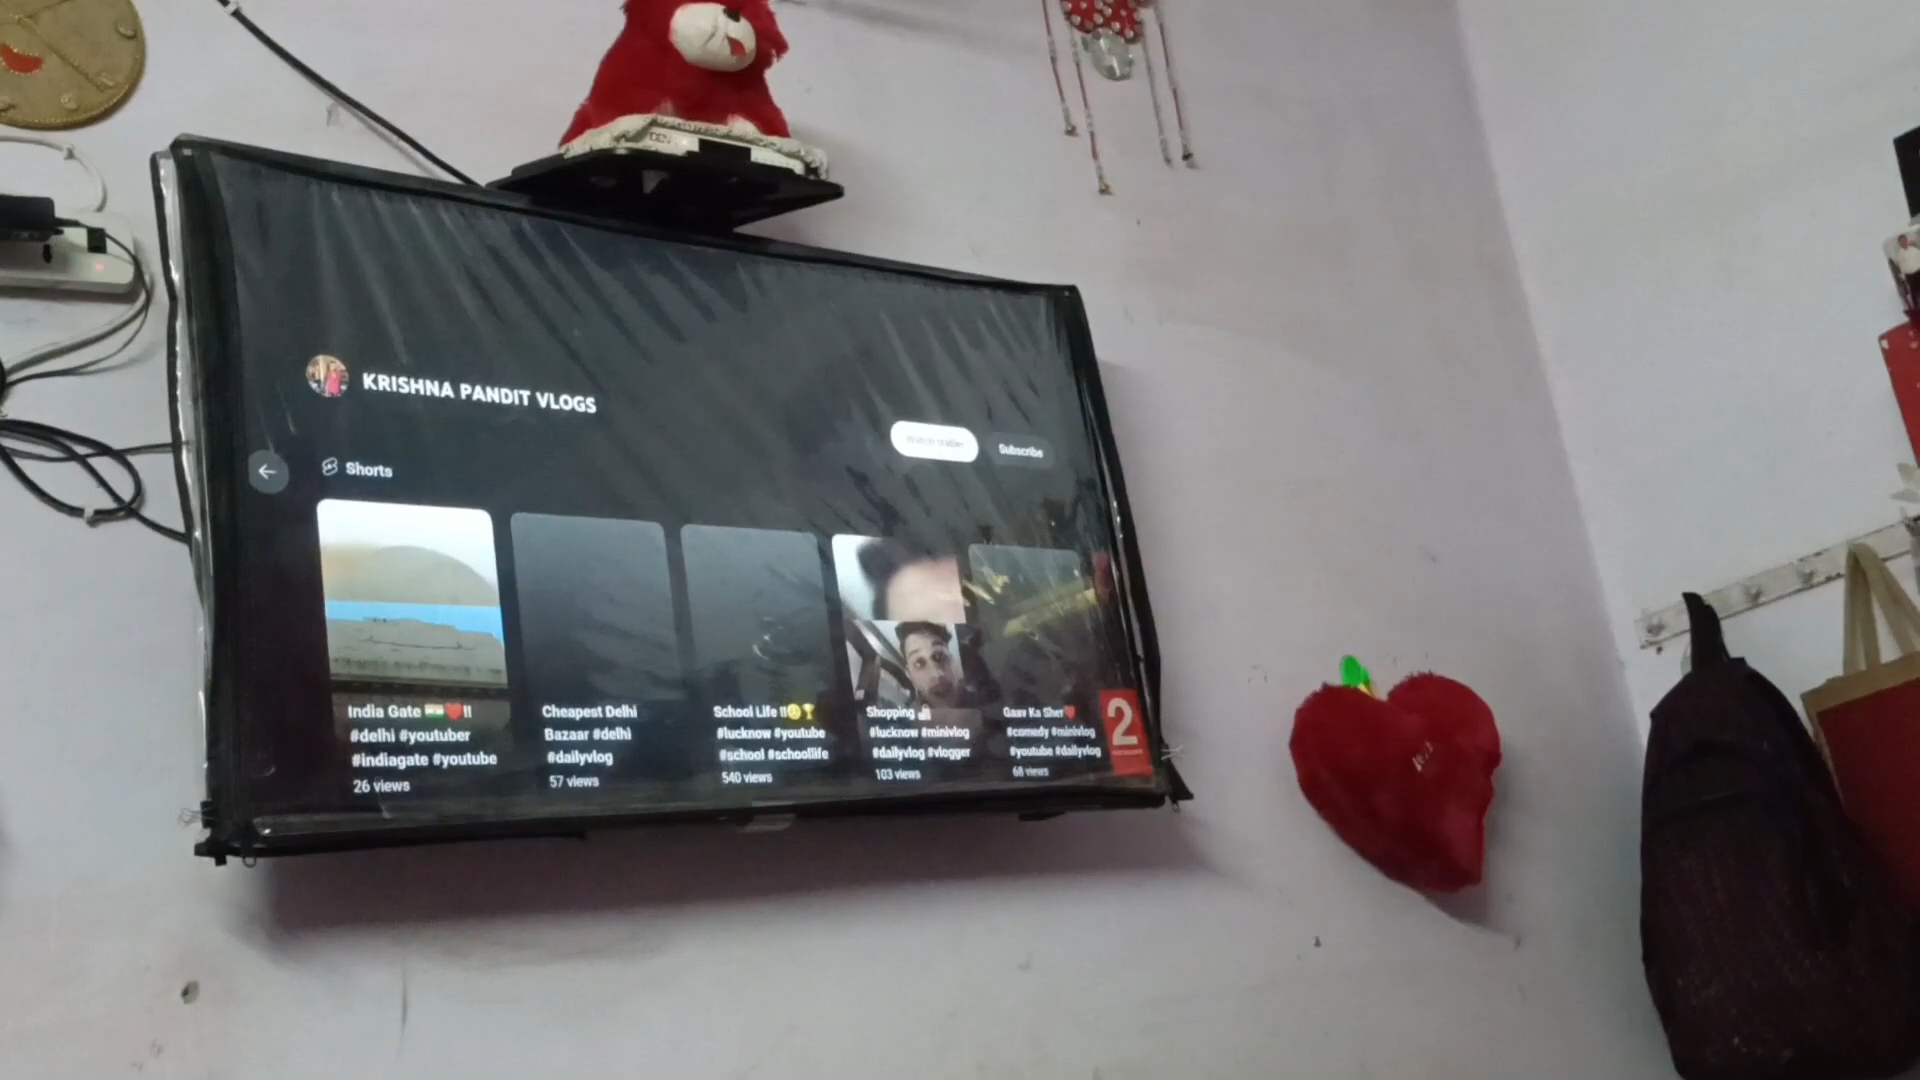 KRISHNA PANDIT VLOGS
Watch trailer
Subscribe
Shorts
India Gate 🇮🇳❤️!!
#delhi #youtuber
#indiagate #youtube
26 views
Cheapest Delhi
Bazaar #delhi
#dailyvlog
57 views
School Life !!🥺🏆
#lucknow #youtube
#school #schoollife
540 views
Shopping 🛍️
#lucknow #minivlog
#dailyvlog #vlogger
103 views
Gaav Ka Sher❤️
#comedy #minivlog
#youtube #dailyvlog
68 views
2